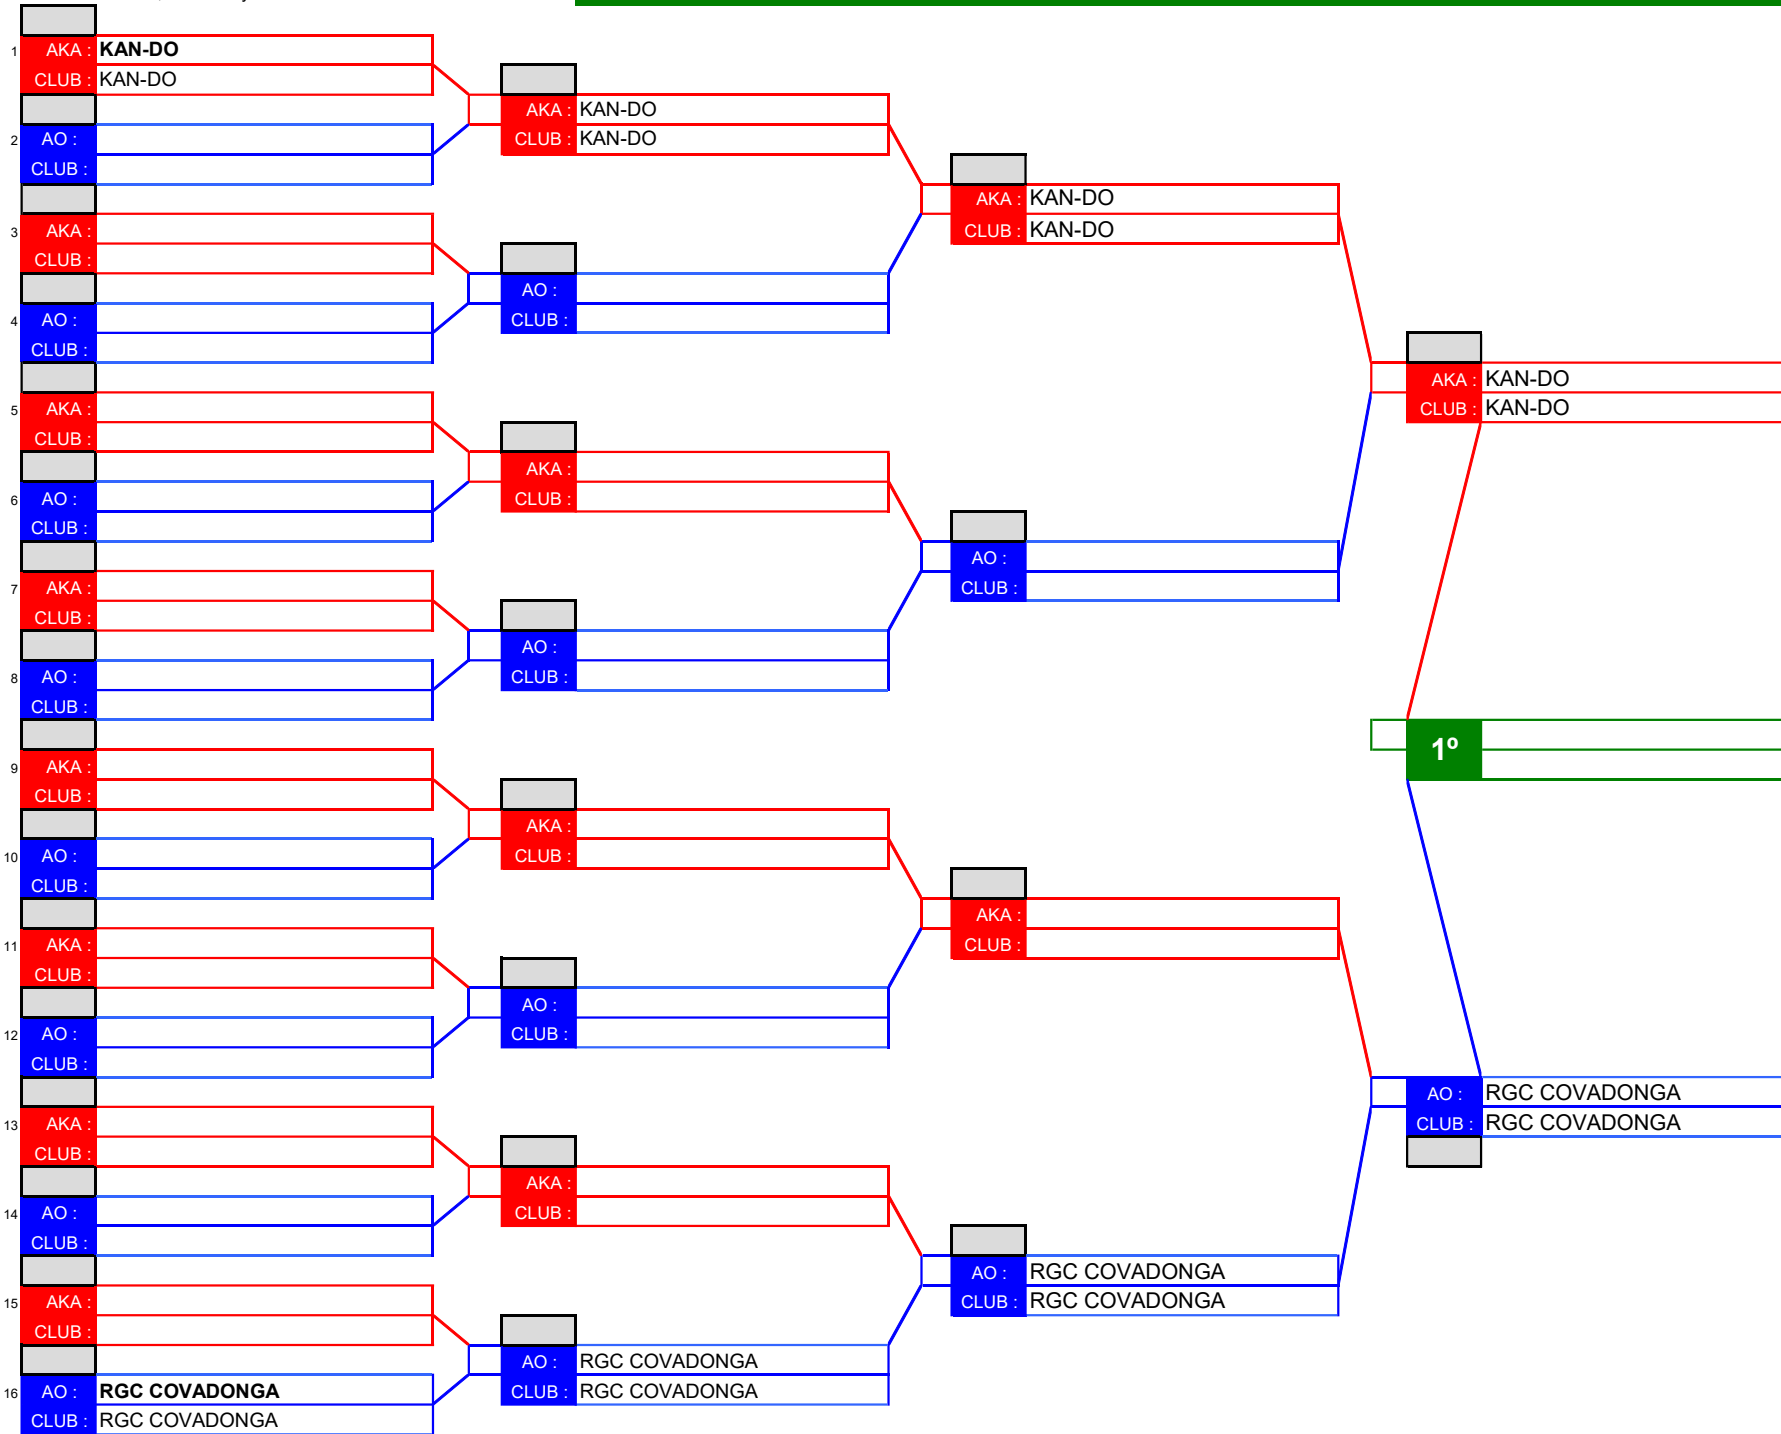 1 AKA : KAN-DO
CLUB : KAN-DO
2 AO :
CLUB :
3 AKA :
CLUB :
4 AO :
CLUB :
5 AKA :
CLUB :
6 AO :
CLUB :
7 AKA :
CLUB :
8 AO :
CLUB :
9 AKA :
CLUB :
10 AO :
CLUB :
11 AKA :
CLUB :
12 AO :
CLUB :
13 AKA :
CLUB :
14 AO :
CLUB :
15 AKA :
CLUB :
16 AO : RGC COVADONGA
CLUB : RGC COVADONGA
AKA : KAN-DO
CLUB : KAN-DO
AO :
CLUB :
AKA :
CLUB :
AO :
CLUB :
AKA :
CLUB :
AO :
CLUB :
AKA :
CLUB :
AO : RGC COVADONGA
CLUB : RGC COVADONGA
AKA : KAN-DO
CLUB : KAN-DO
AO :
CLUB :
AKA :
CLUB :
AO : RGC COVADONGA
CLUB : RGC COVADONGA
AKA : KAN-DO
CLUB : KAN-DO
1º
AO : RGC COVADONGA
CLUB : RGC COVADONGA